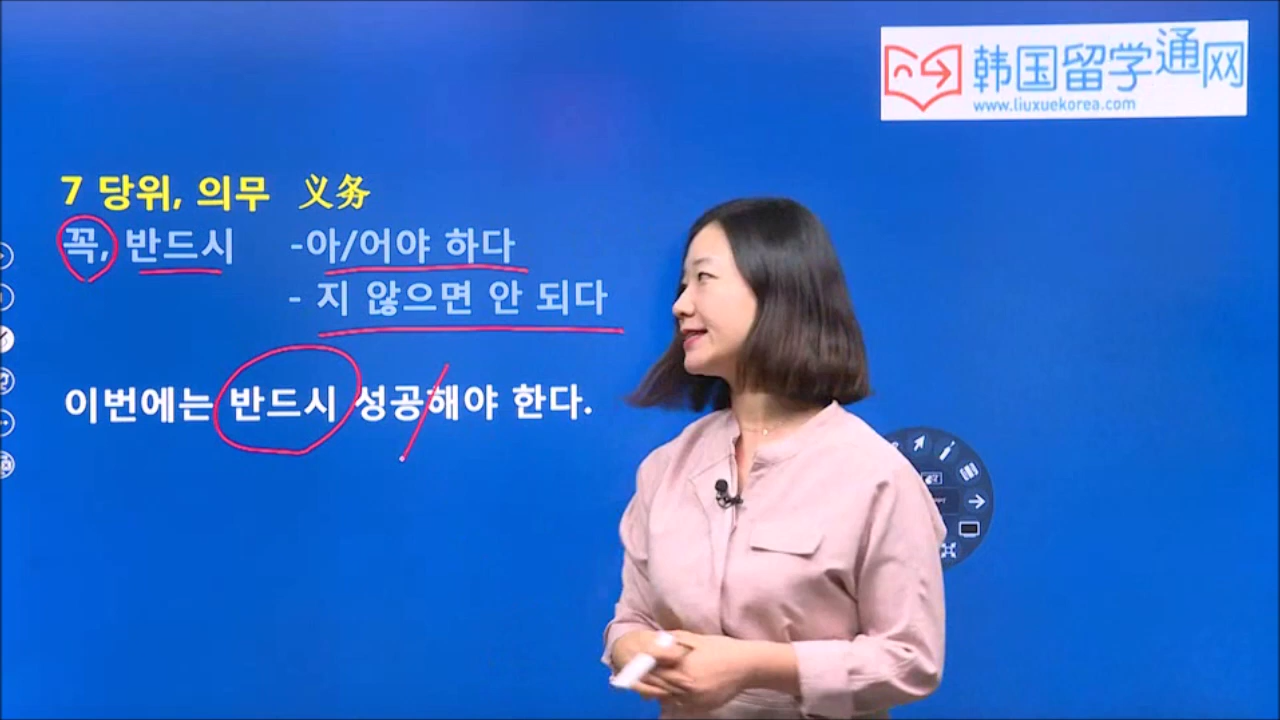 韩国留学通网
www.liuxuekorea.com
7 당위, 의무 义务
꼭, 반드시 -아/어야 하다
- 지 않으면 안 되다
이번에는 반드시 성공해야 한다.